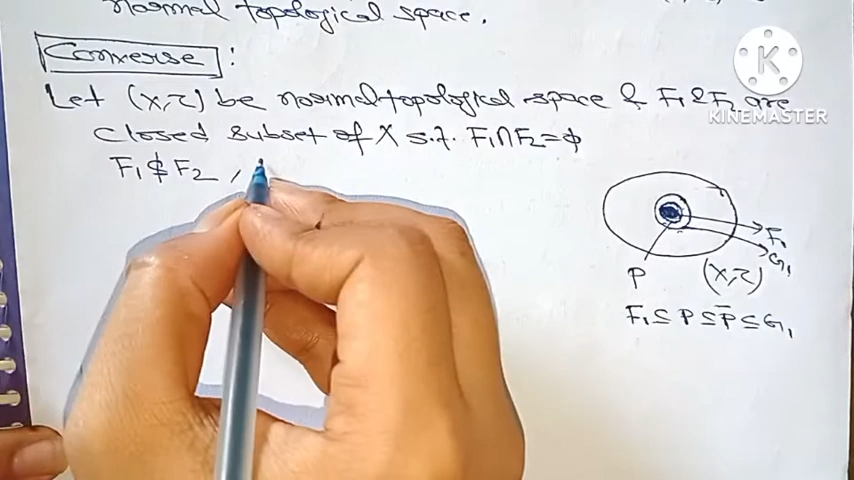 normal topological space.
Converse :
Let (X,τ) be normal topological space & F₁ & F₂ are
closed subset of X s.t. F₁∩F₂=ϕ
F₁⊄F₂ ,
F₁
G₁
P
(X,τ)
F₁ ⊆ P ⊆ P̅ ⊆ G₁
K
KINEMASTER